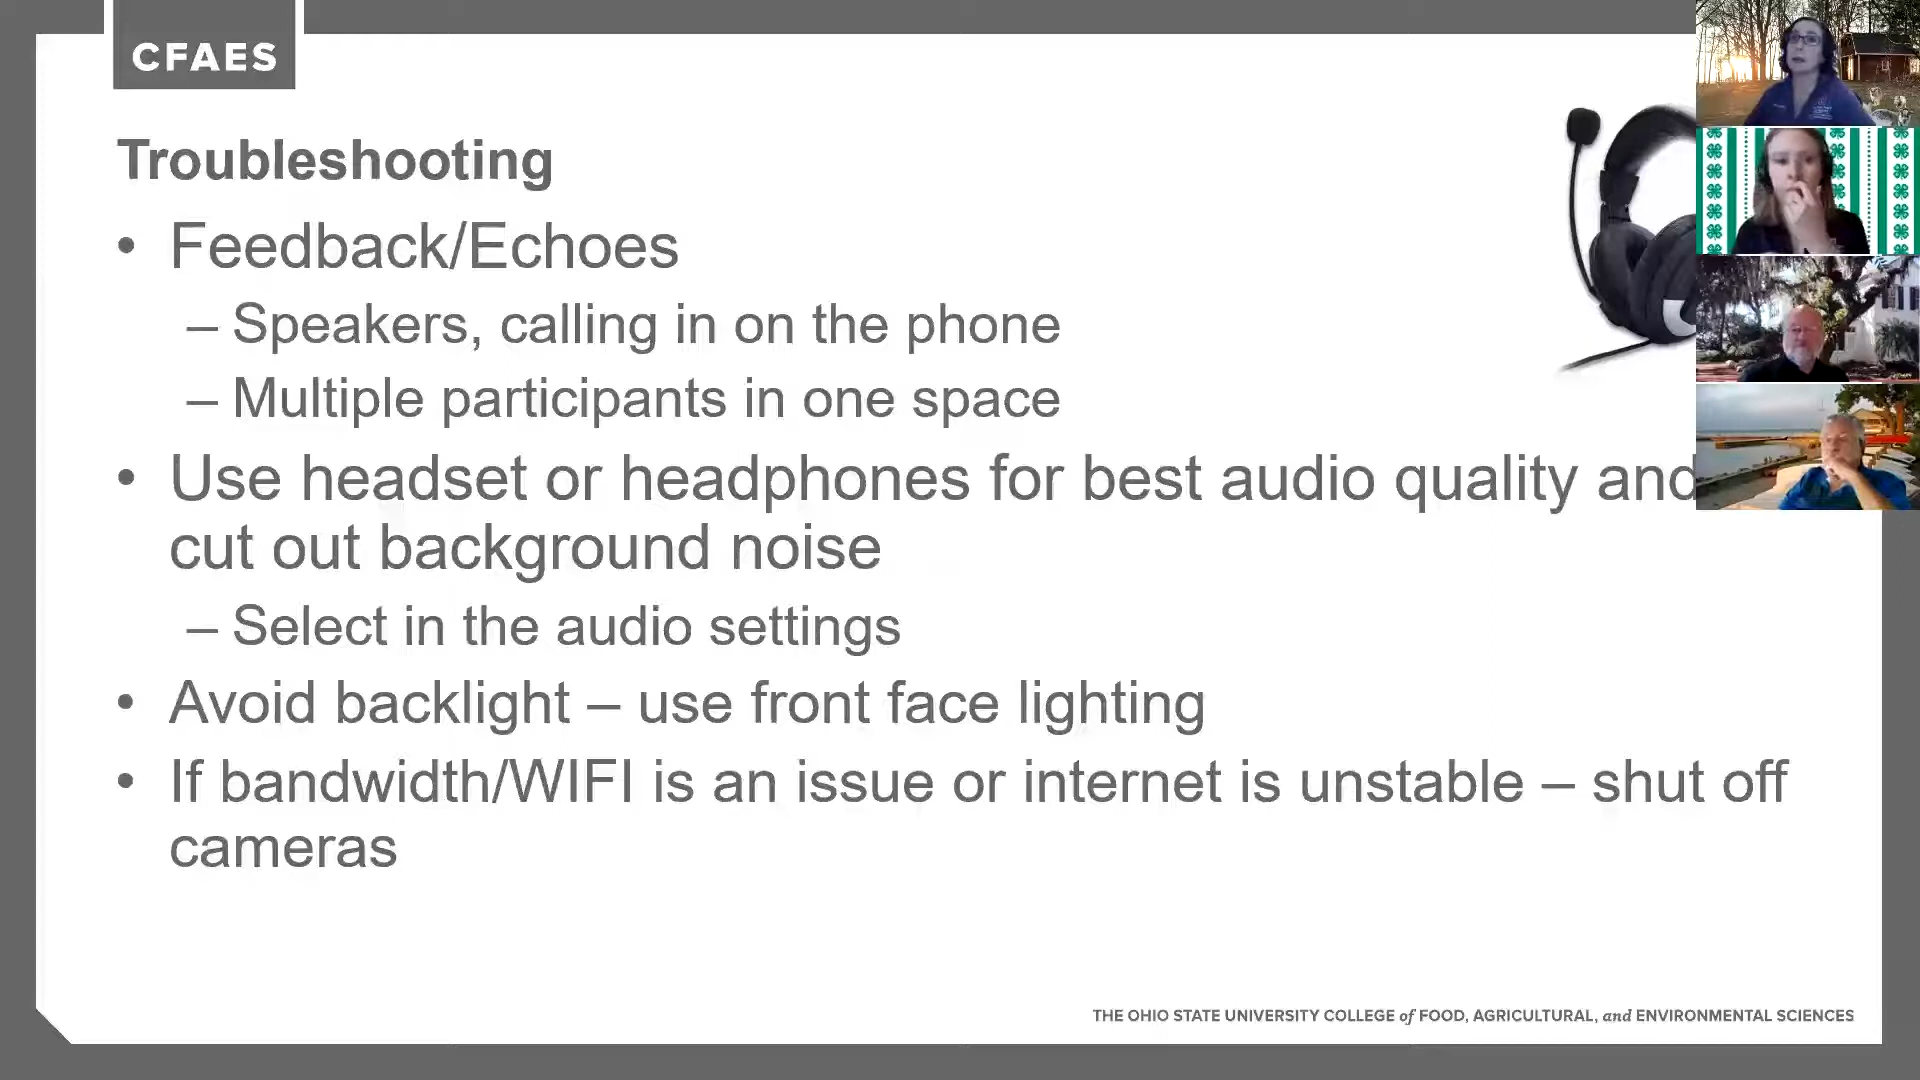 CFAES
Troubleshooting
• Feedback/Echoes
– Speakers, calling in on the phone
– Multiple participants in one space
• Use headset or headphones for best audio quality and
cut out background noise
– Select in the audio settings
• Avoid backlight – use front face lighting
• If bandwidth/WIFI is an issue or internet is unstable – shut off
cameras
THE OHIO STATE UNIVERSITY COLLEGE of FOOD, AGRICULTURAL, and ENVIRONMENTAL SCIENCES